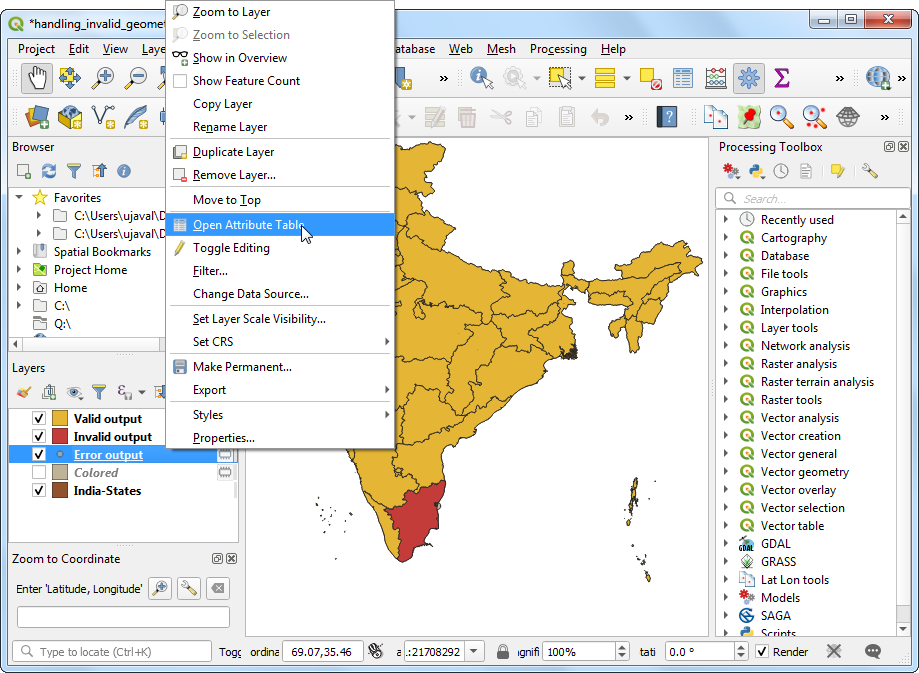 *handling_invalid_geomet
Project Edit View Laye atabase Web Mesh Processing Help
Zoom to Layer
Zoom to Selection
Show in Overview
Show Feature Count
Copy Layer
Rename Layer
Duplicate Layer
Remove Layer...
Move to Top
Open Attribute Table
Toggle Editing
Filter...
Change Data Source...
Set Layer Scale Visibility...
Set CRS
Make Permanent...
Export
Styles
Properties...
Browser
Favorites
C:\Users\ujaval\D
C:\Users\ujaval\D
Spatial Bookmarks
Project Home
Home
C:\
Q:\
Layers
Valid output
Invalid output
Error output
Colored
India-States
Zoom to Coordinate
Enter 'Latitude, Longitude'
Processing Toolbox
Search...
Recently used
Cartography
Database
File tools
Graphics
Interpolation
Layer tools
Network analysis
Raster analysis
Raster terrain analysis
Raster tools
Vector analysis
Vector creation
Vector general
Vector geometry
Vector overlay
Vector selection
Vector table
GDAL
GRASS
Lat Lon tools
Models
SAGA
Scripts
Type to locate (Ctrl+K) Togg ordina 69.07,35.46 a .:21708292 ıgnifi 100% tati 0.0 ° Render